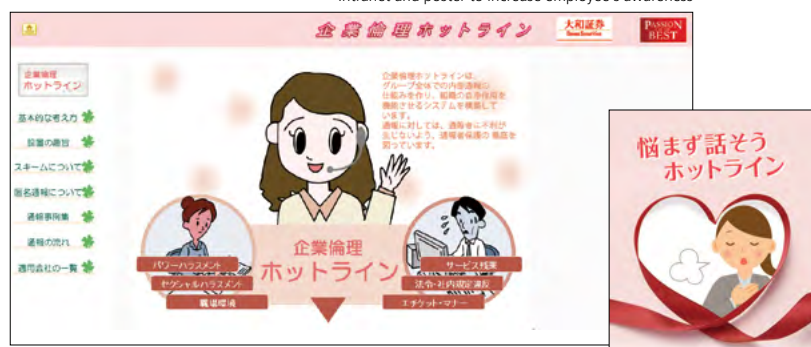 intranet and poster to increase employee's awareness
企業倫理ホットライン
大和証券
Daiwa Securities
PASSION
FOR THE
BEST
企業倫理
ホットライン
基本的な考え方
設置の趣旨
スキームについて
匿名通報について
通報事例集
通報の流れ
適用会社の一覧
企業倫理ホットラインは、
グループ全体での内部通報の
仕組みを作り、組織の自浄作用を
機能させるシステムを構築して
います。
通報に対しては、通報者に不利が
生じないよう、通報者保護の徹底を
図っています。
パワーハラスメント
セクシャルハラスメント
職場環境
企業倫理
ホットライン
サービス残業
法令・社内規定違反
エチケット・マナー
悩まず話そう
ホットライン